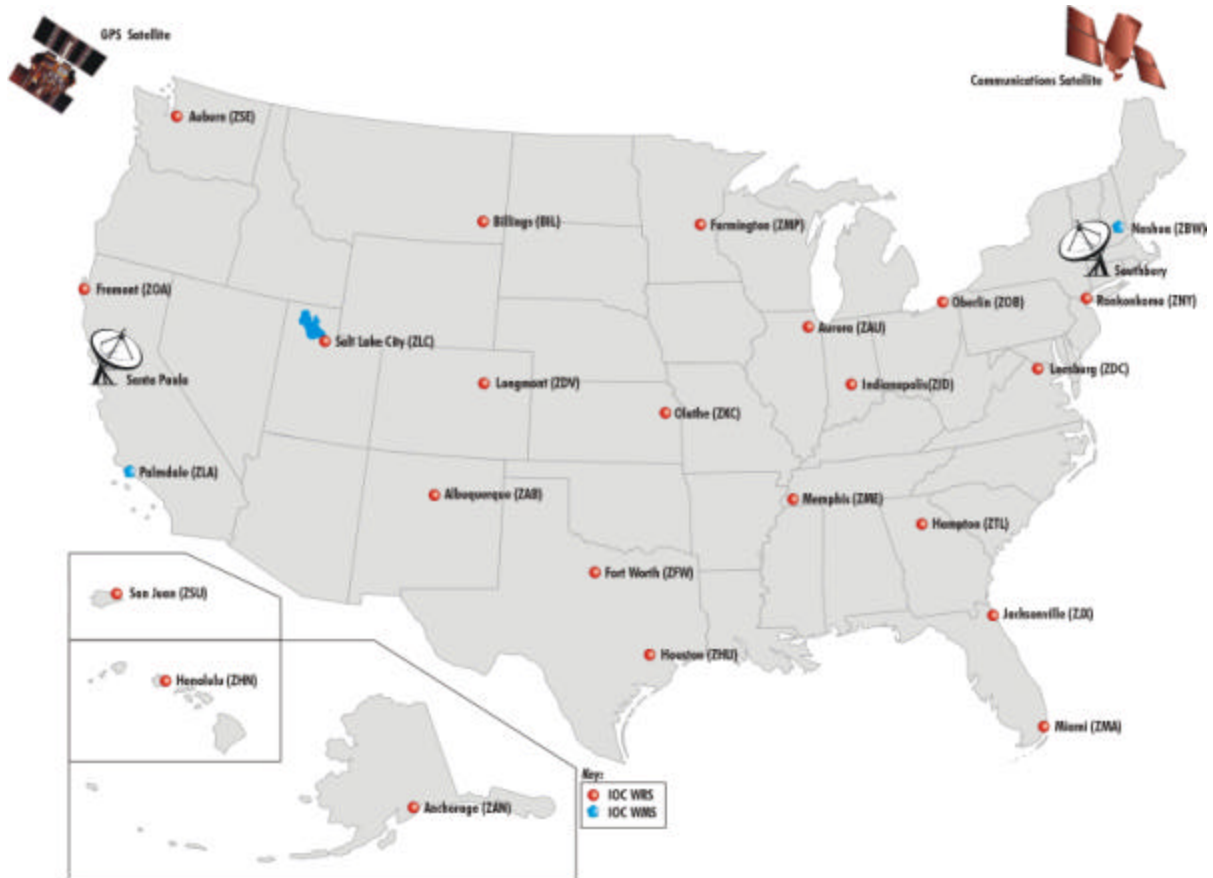 GPS Satellite
Communications Satellite
Auburn (ZSE)
Billings (BIL)
Farmington (ZMP)
Nashua (ZBW)
Southbury
Fremont (ZOA)
Oberlin (ZOB)
Ronkonkoma (ZNY)
Aurora (ZAU)
Salt Lake City (ZLC)
Santa Paula
Longmont (ZDV)
Indianapolis(ZID)
Leesburg (ZDC)
Olathe (ZKC)
Palmdale (ZLA)
Albuquerque (ZAB)
Memphis (ZME)
Hampton (ZTL)
Fort Worth (ZFW)
San Juan (ZSU)
Jacksonville (ZJX)
Houston (ZHU)
Honolulu (ZHN)
Miami (ZMA)
Key:
IOC WRS
IOC WMS
Anchorage (ZAN)